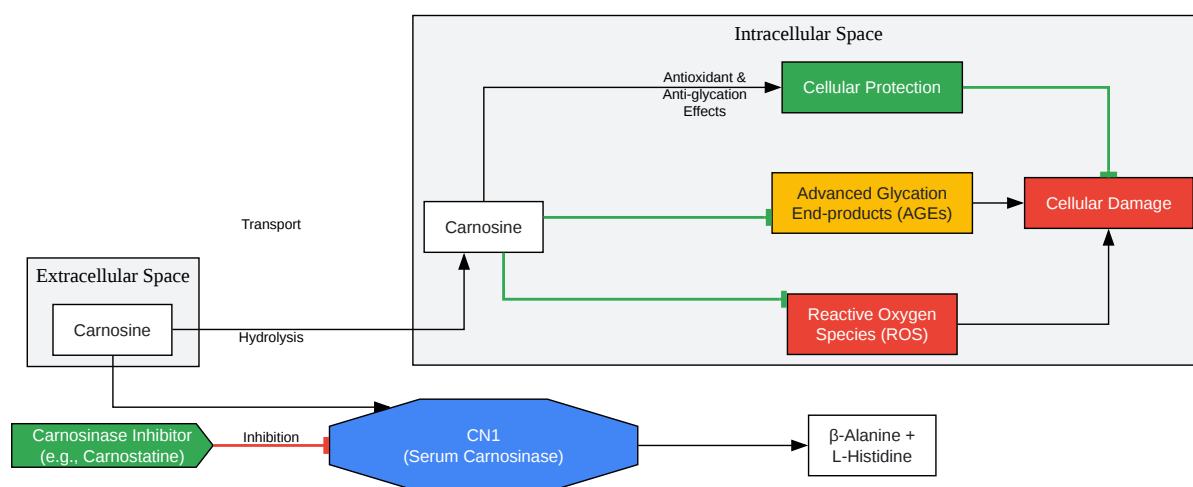 Intracellular Space
Antioxidant &
Anti-glycation
Effects
Cellular Protection
Advanced Glycation
End-products (AGEs)
Cellular Damage
Transport
Carnosine
Extracellular Space
Carnosine
Hydrolysis
Reactive Oxygen
Species (ROS)
Carnosinase Inhibitor
(e.g., Carnostatine)
Inhibition
CN1
(Serum Carnosinase)
β-Alanine +
L-Histidine